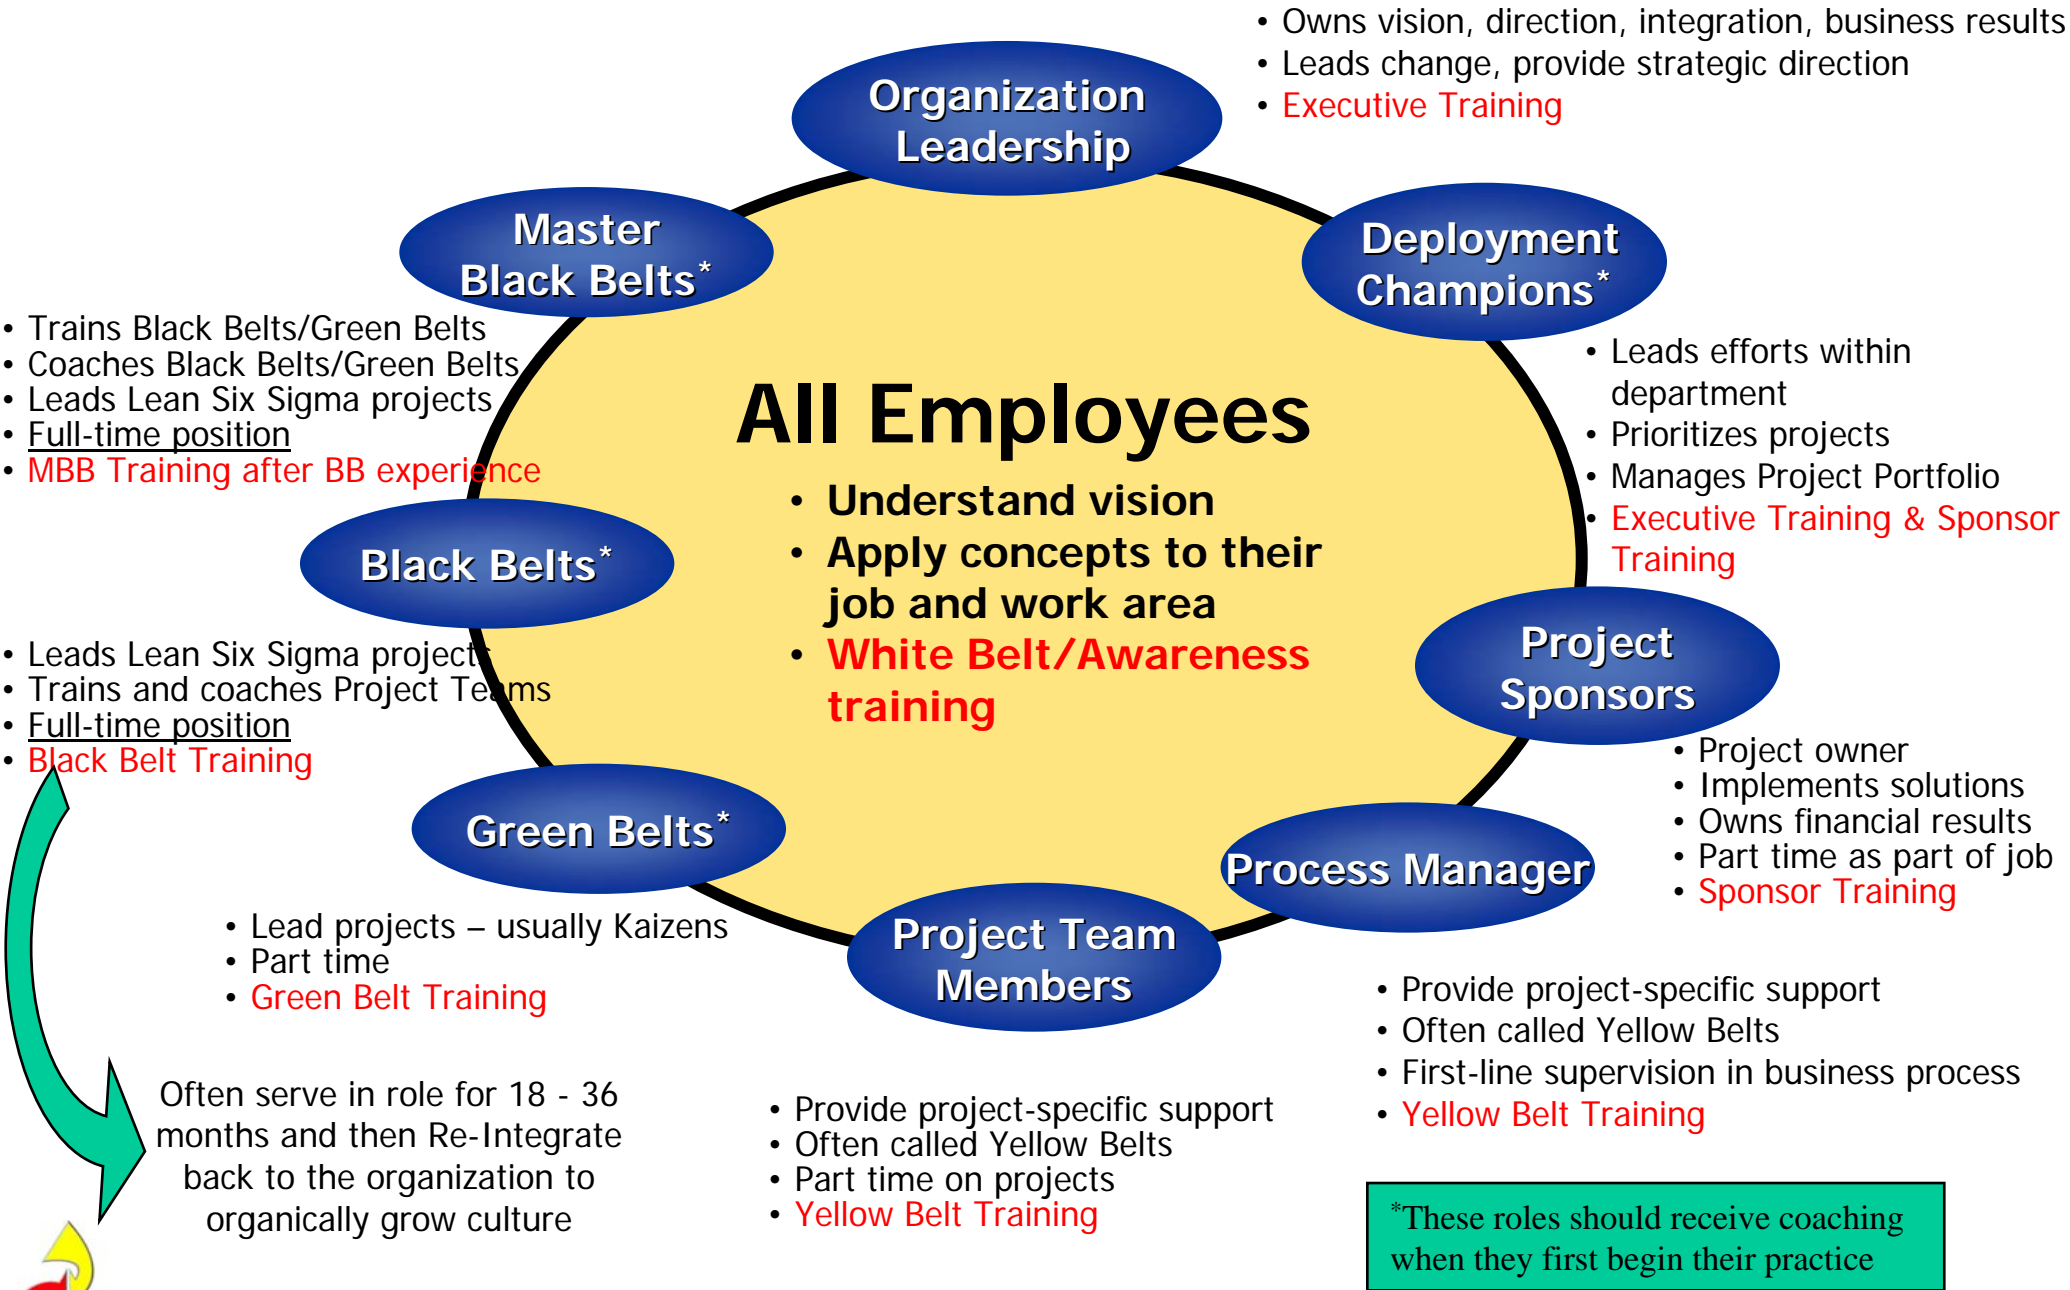 • Owns vision, direction, integration, business results
• Leads change, provide strategic direction
• Executive Training
Organization
Leadership
Master
Black Belts*
Deployment
Champions*
• Trains Black Belts/Green Belts
• Coaches Black Belts/Green Belts
• Leads Lean Six Sigma projects
• Full-time position
• MBB Training after BB experience
• Leads efforts within
department
• Prioritizes projects
• Manages Project Portfolio
• Executive Training & Sponsor
Training
All Employees
• Understand vision
• Apply concepts to their
job and work area
• White Belt/Awareness
training
Black Belts*
• Leads Lean Six Sigma projects
• Trains and coaches Project Teams
• Full-time position
• Black Belt Training
Project
Sponsors
• Project owner
• Implements solutions
• Owns financial results
• Part time as part of job
• Sponsor Training
Green Belts*
• Lead projects – usually Kaizens
• Part time
• Green Belt Training
Process Manager
• Provide project-specific support
• Often called Yellow Belts
• First-line supervision in business process
• Yellow Belt Training
Project Team
Members
• Provide project-specific support
• Often called Yellow Belts
• Part time on projects
• Yellow Belt Training
Often serve in role for 18 - 36
months and then Re-Integrate
back to the organization to
organically grow culture
*These roles should receive coaching
when they first begin their practice